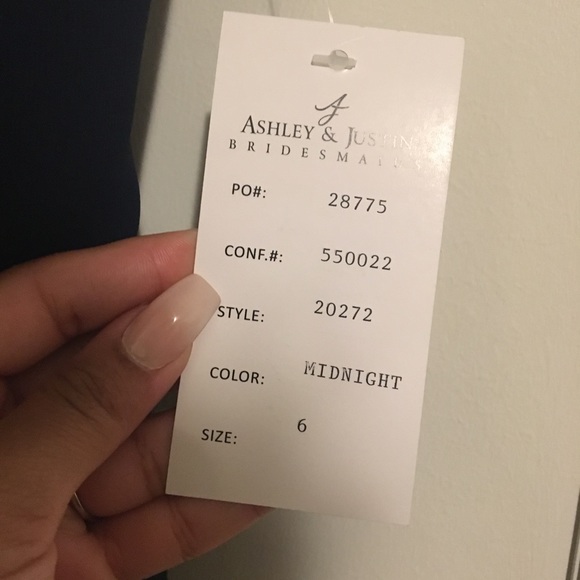 ASHLEY & JUSTIN
BRIDESMAIDS
PO#: 28775
CONF.#: 550022
STYLE: 20272
COLOR: MIDNIGHT
SIZE: 6